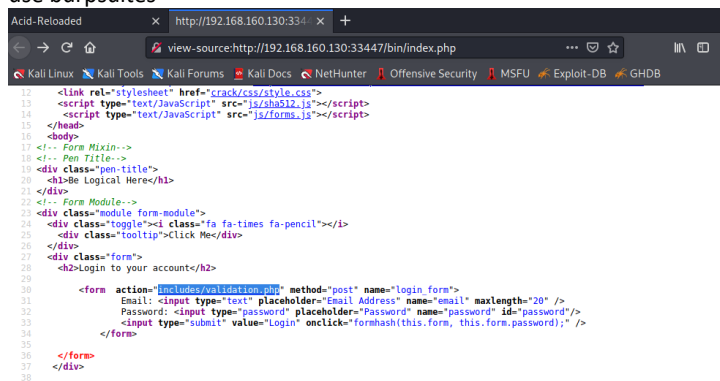 use burpsuites
Acid-Reloaded × http://192.168.160.130:334 × +
view-source:http://192.168.160.130:33447/bin/index.php
Kali Linux Kali Tools Kali Forums Kali Docs NetHunter Offensive Security MSFU Exploit-DB GHDB
12 <link rel="stylesheet" href="crack/css/style.css">
13 <script type="text/JavaScript" src="js/sha512.js"></script>
14 <script type="text/JavaScript" src="js/forms.js"></script>
15 </head>
16 <body>
17 <!-- Form Mixin-->
18 <!-- Pen Title-->
19 <div class="pen-title">
20 <h1>Be Logical Here</h1>
21 </div>
22 <!-- Form Module-->
23 <div class="module form-module">
24 <div class="toggle"><i class="fa fa-times fa-pencil"></i>
25 <div class="tooltip">Click Me</div>
26 </div>
27 <div class="form">
28 <h2>Login to your account</h2>
29
30 <form action="includes/validation.php" method="post" name="login_form">
31 Email: <input type="text" placeholder="Email Address" name="email" maxlength="20" />
32 Password: <input type="password" placeholder="Password" name="password" id="password"/>
33 <input type="submit" value="Login" onclick="formhash(this.form, this.form.password);" />
34 </form>
35
36 </form>
37 </div>
38